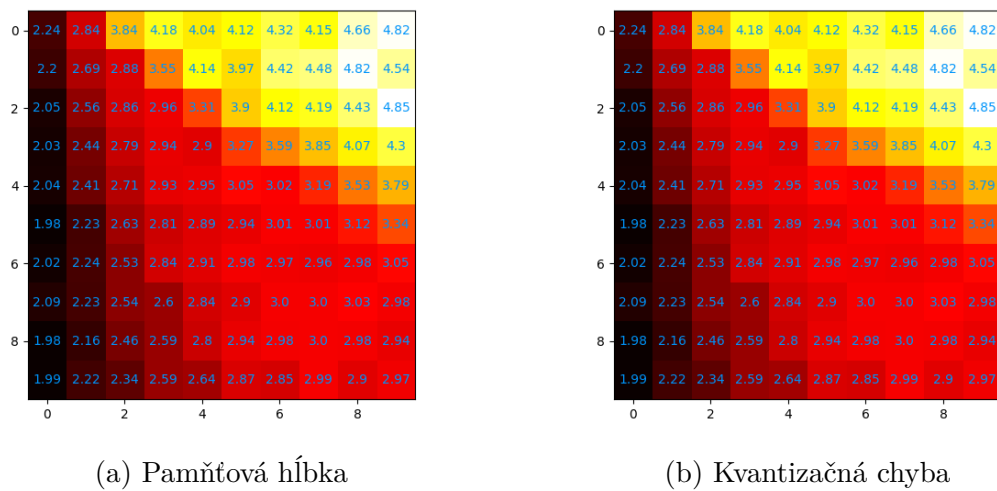 0 2.24 2.84 3.84 4.18 4.04 4.12 4.32 4.15 4.66 4.82
2.2 2.69 2.88 3.55 4.14 3.97 4.42 4.48 4.82 4.54
2 2.05 2.56 2.86 2.96 3.31 3.9 4.12 4.19 4.43 4.85
2.03 2.44 2.79 2.94 2.9 3.27 3.59 3.85 4.07 4.3
4 2.04 2.41 2.71 2.93 2.95 3.05 3.02 3.19 3.53 3.79
1.98 2.23 2.63 2.81 2.89 2.94 3.01 3.01 3.12 3.34
6 2.02 2.24 2.53 2.84 2.91 2.98 2.97 2.96 2.98 3.05
2.09 2.23 2.54 2.6 2.84 2.9 3.0 3.0 3.03 2.98
8 1.98 2.16 2.46 2.59 2.8 2.94 2.98 3.0 2.98 2.94
1.99 2.22 2.34 2.59 2.64 2.87 2.85 2.99 2.9 2.97
0 2 4 6 8
(a) Pamňťová hĺbka
0 2.24 2.84 3.84 4.18 4.04 4.12 4.32 4.15 4.66 4.82
2.2 2.69 2.88 3.55 4.14 3.97 4.42 4.48 4.82 4.54
2 2.05 2.56 2.86 2.96 3.31 3.9 4.12 4.19 4.43 4.85
2.03 2.44 2.79 2.94 2.9 3.27 3.59 3.85 4.07 4.3
4 2.04 2.41 2.71 2.93 2.95 3.05 3.02 3.19 3.53 3.79
1.98 2.23 2.63 2.81 2.89 2.94 3.01 3.01 3.12 3.34
6 2.02 2.24 2.53 2.84 2.91 2.98 2.97 2.96 2.98 3.05
2.09 2.23 2.54 2.6 2.84 2.9 3.0 3.0 3.03 2.98
8 1.98 2.16 2.46 2.59 2.8 2.94 2.98 3.0 2.98 2.94
1.99 2.22 2.34 2.59 2.64 2.87 2.85 2.99 2.9 2.97
0 2 4 6 8
(b) Kvantizačná chyba